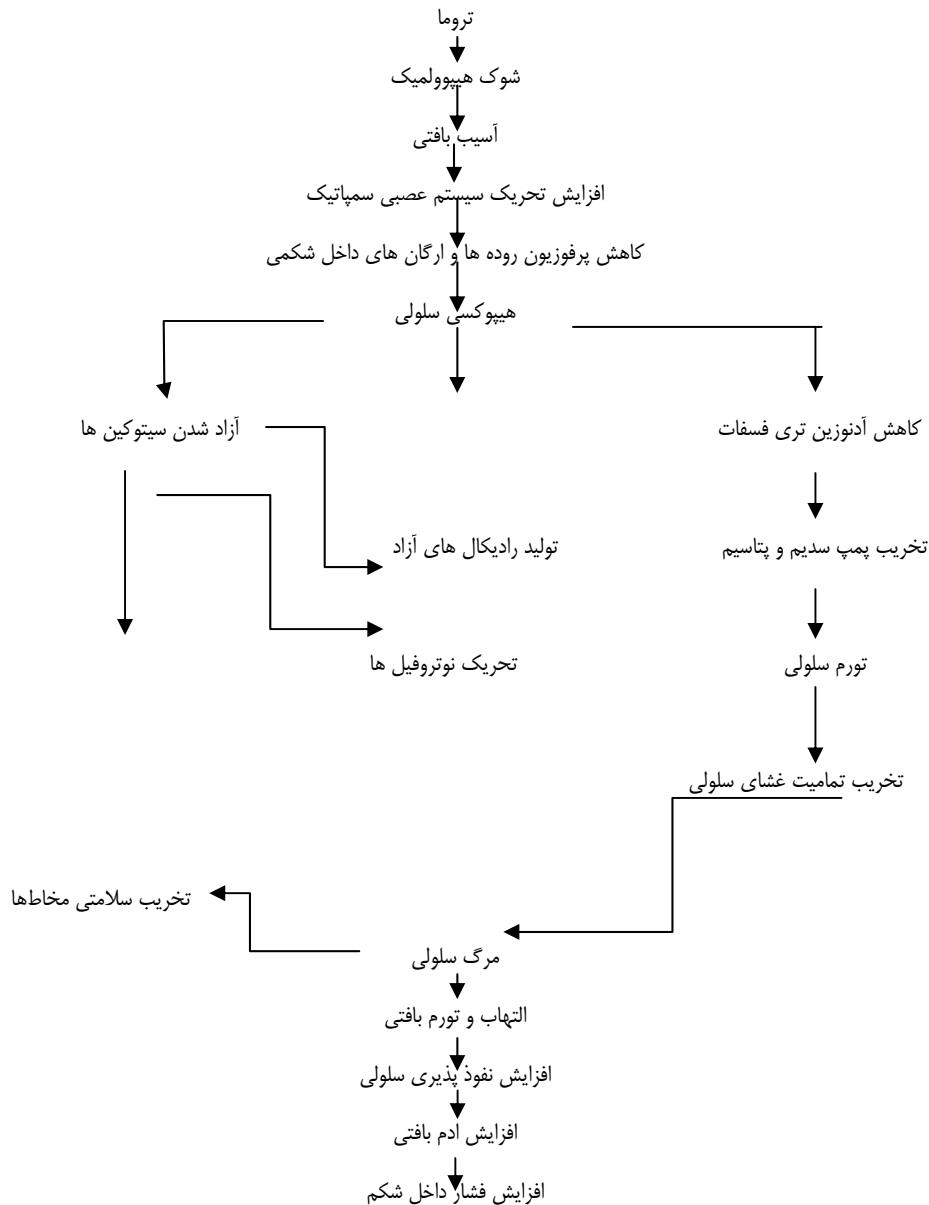 تروما
شوک هیپوولمیک
آسیب بافتی
افزایش تحریک سیستم عصبی سمپاتیک
کاهش پرفوزیون روده ها و ارگان های داخل شکمی
هیپوکسی سلولی
کاهش آدنوزین تری فسفات
آزاد شدن سیتوکین ها
تخریب پمپ سدیم و پتاسیم
تولید رادیکال های آزاد
تورم سلولی
تحریک نوتروفیل ها
تخریب تمامیت غشای سلولی
تخریب سلامتی مخاط‌ها
مرگ سلولی
التهاب و تورم بافتی
افزایش نفوذ پذیری سلولی
افزایش ادم بافتی
افزایش فشار داخل شکم